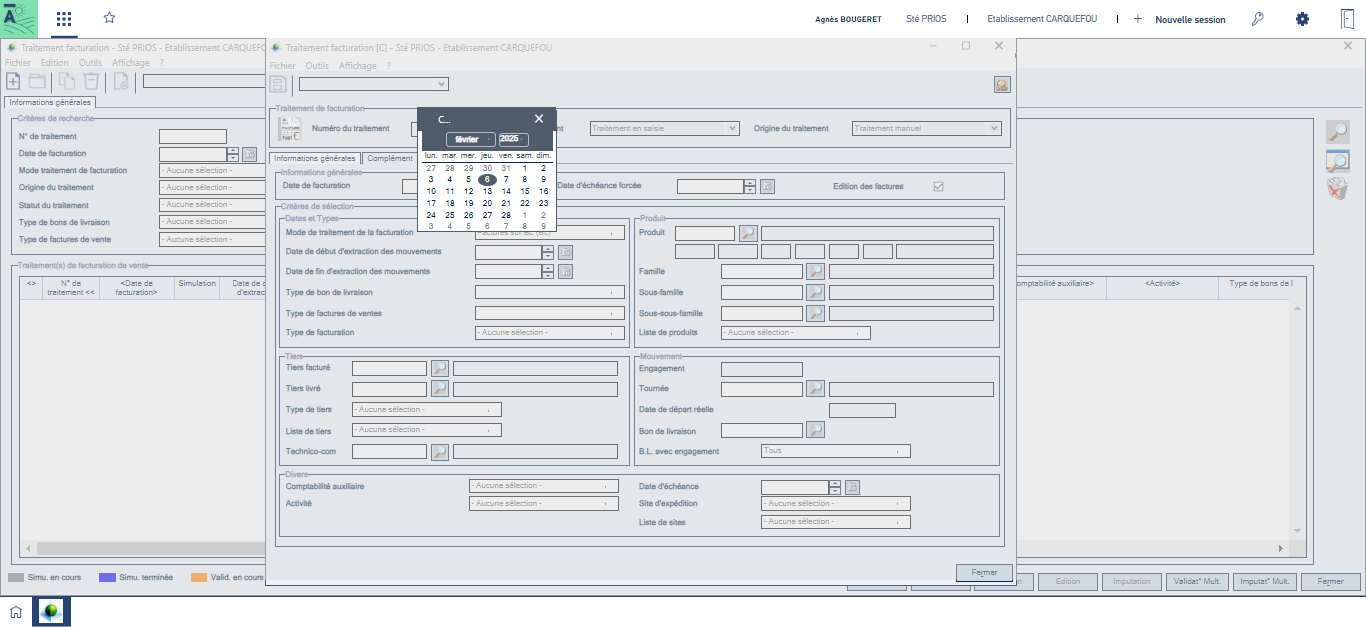 Agnès BOUGERET Sté PRIOS | Etablissement CARQUEFOU | + Nouvelle session
Traitement facturation - Sté PRIOS - Etablissement CARQUEFO
Fichier Edition Outils Affichage ?
Informations générales
Critères de recherche
N° de traitement
Date de facturation
Mode traitement de facturation - Aucune sélection -
Origine du traitement - Aucune sélection -
Statut du traitement - Aucune sélection -
Type de bons de livraison - Aucune sélection -
Type de factures de vente - Aucune sélection -
Traitement(s) de facturation de vente
<> N° de traitement << <Date de facturation> Simulation Date de d d'extrac
omptabilité auxiliaire> <Activité> Type de bons de l
Simu. en cours Simu. terminée Valid. en cours
Edition Imputation Validat° Mult. Imputat° Mult. Fermer
Traitement facturation [C] - Sté PRIOS - Etablissement CARQUEFOU
Fichier Outils Affichage ?
Traitement de facturation
Numéro du traitement Traitement en saisie Origine du traitement Traitement manuel
Informations générales Complément
Informations générales
Date de facturation Date d'échéance forcée Edition des factures
C...
février 2025
lun. mar. mer. jeu. ven. sam. dim.
27 28 29 30 31 1 2
3 4 5 6 7 8 9
10 11 12 13 14 15 16
17 18 19 20 21 22 23
24 25 26 27 28 1 2
3 4 5 6 7 8 9
Critères de sélection
Dates et Types
Mode de traitement de la facturation
Date de début d'extraction des mouvements
Date de fin d'extraction des mouvements
Type de bon de livraison
Type de factures de ventes
Type de facturation - Aucune sélection -
Produit
Produit
Famille
Sous-famille
Sous-sous-famille
Liste de produits - Aucune sélection -
Tiers
Tiers facturé
Tiers livré
Type de tiers - Aucune sélection -
Liste de tiers - Aucune sélection -
Technico-com
Mouvement
Engagement
Tournée
Date de départ réelle
Bon de livraison
B.L. avec engagement Tous
Divers
Comptabilité auxiliaire - Aucune sélection -
Activité - Aucune sélection -
Date d'échéance
Site d'expédition - Aucune sélection -
Liste de sites - Aucune sélection -
Fermer